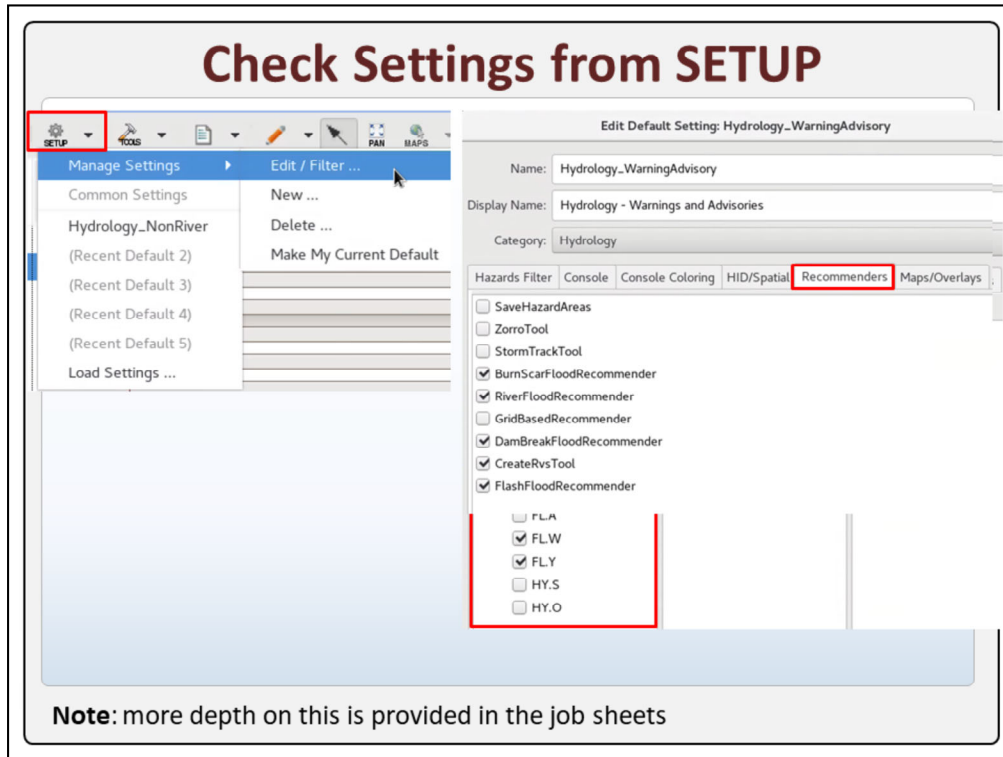 Check Settings from SETUP
SETUP TOOLS PAN MAPS
Manage Settings
Common Settings
Hydrology_NonRiver
(Recent Default 2)
(Recent Default 3)
(Recent Default 4)
(Recent Default 5)
Load Settings ...
Edit / Filter ...
New ...
Delete ...
Make My Current Default
Edit Default Setting: Hydrology_WarningAdvisory
Name: Hydrology_WarningAdvisory
Display Name: Hydrology - Warnings and Advisories
Category: Hydrology
Hazards Filter Console Console Coloring HID/Spatial Recommenders Maps/Overlays
SaveHazardAreas
ZorroTool
StormTrackTool
BurnScarFloodRecommender
RiverFloodRecommender
GridBasedRecommender
DamBreakFloodRecommender
CreateRvsTool
FlashFloodRecommender
FL.A
FL.W
FL.Y
HY.S
HY.O
Note: more depth on this is provided in the job sheets